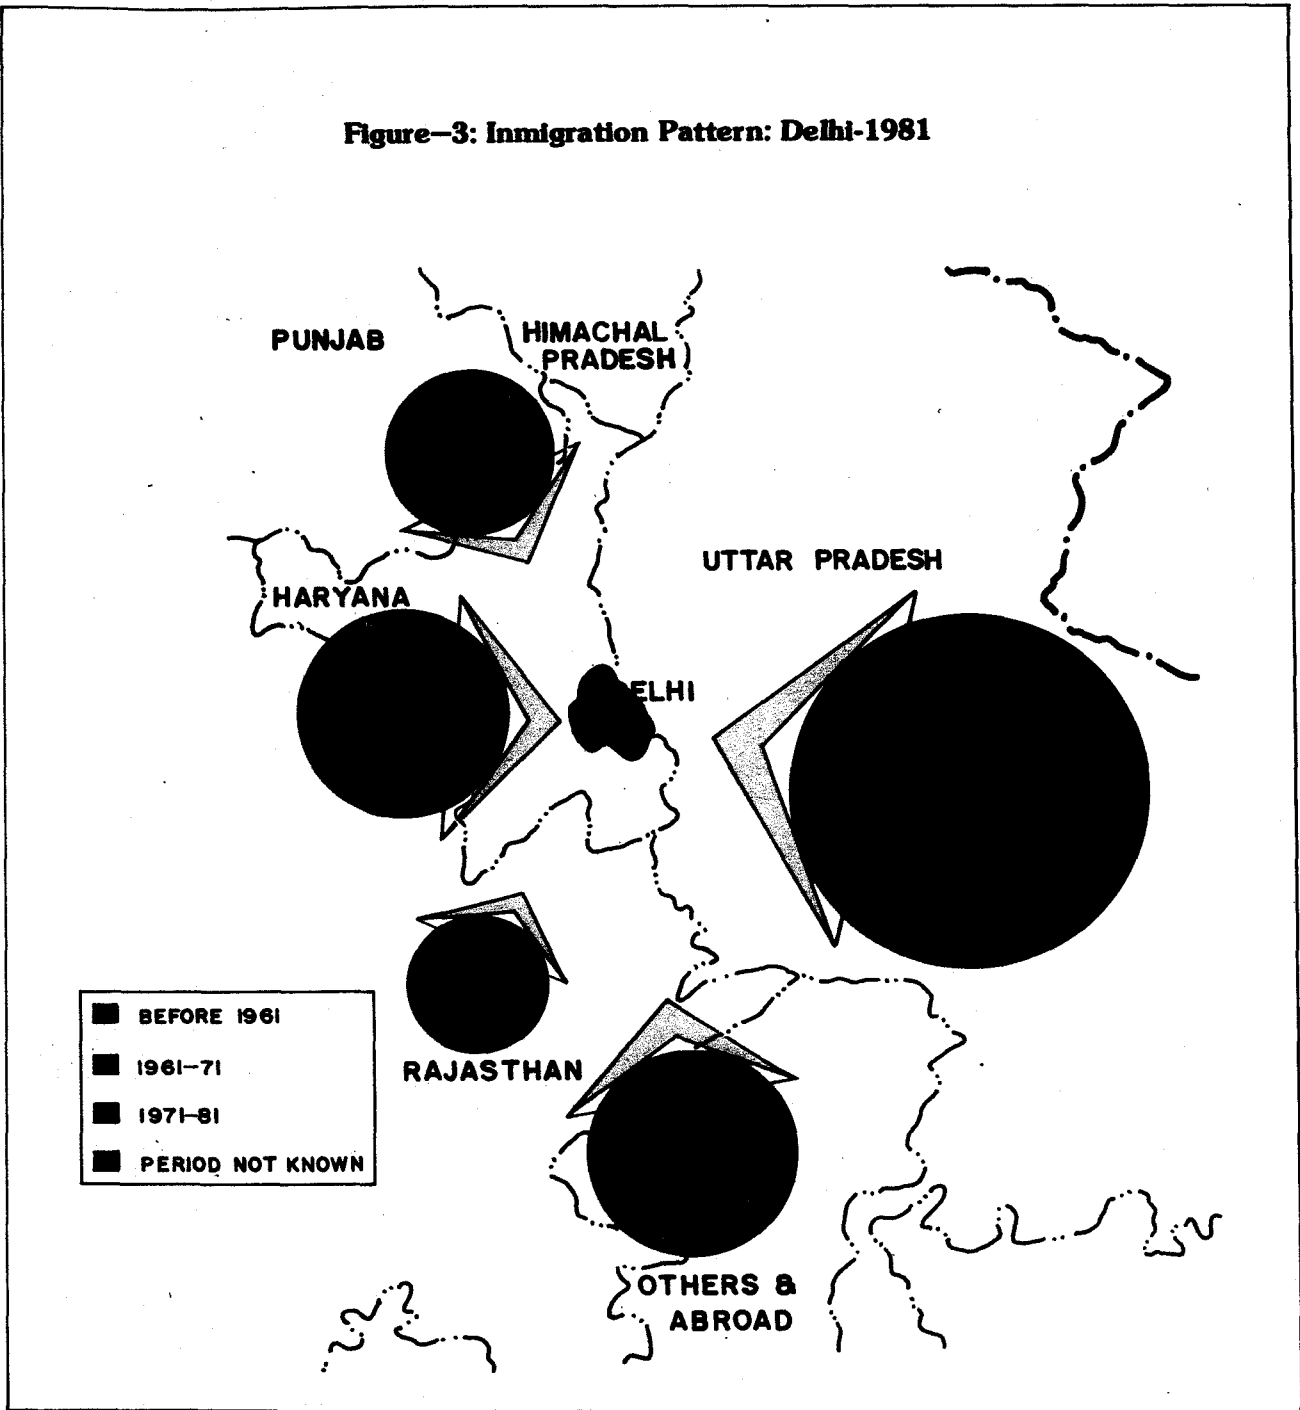 Figure-3: Inmigration Pattern: Delhi-1981
PUNJAB
HIMACHAL
PRADESH
UTTAR PRADESH
HARYANA
ELHI
BEFORE 1961
1961-71
1971-81
PERIOD NOT KNOWN
RAJASTHAN
OTHERS &
ABROAD